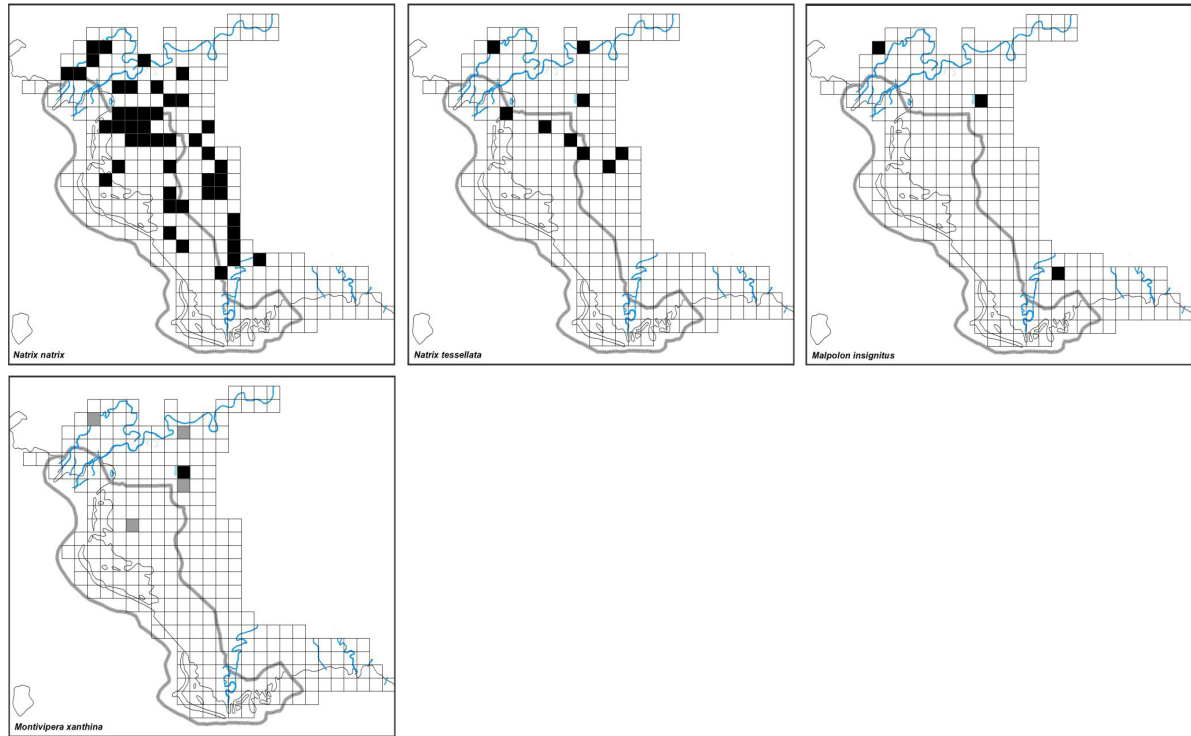 Natrix natrix
Natrix tessellata
Malpolon insignitus
Montivipera xanthina